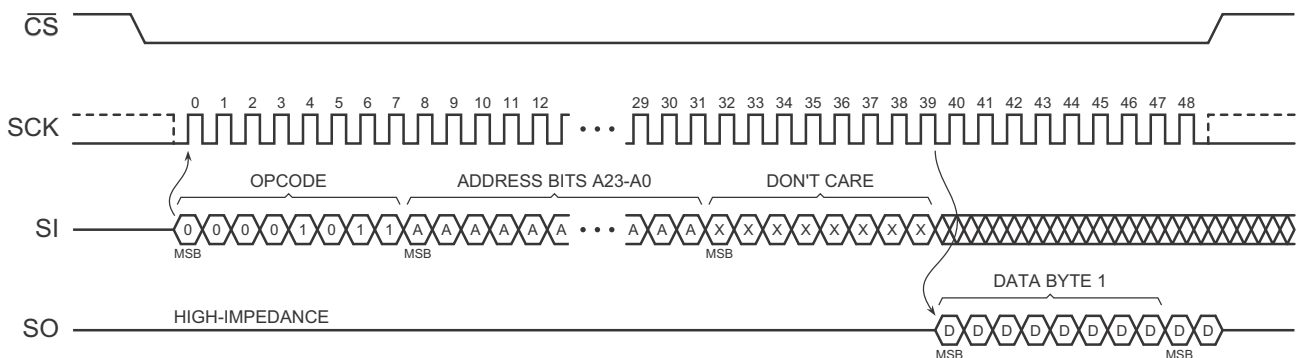 CS
0 1 2 3 4 5 6 7 8 9 10 11 12 29 30 31 32 33 34 35 36 37 38 39 40 41 42 43 44 45 46 47 48
SCK
OPCODE ADDRESS BITS A23-A0 DON'T CARE
SI 0 0 0 0 1 0 1 1 A A A A A A A A A X X X X X X X X
MSB MSB MSB
DATA BYTE 1
HIGH-IMPEDANCE
SO D D D D D D D D D D
MSB MSB